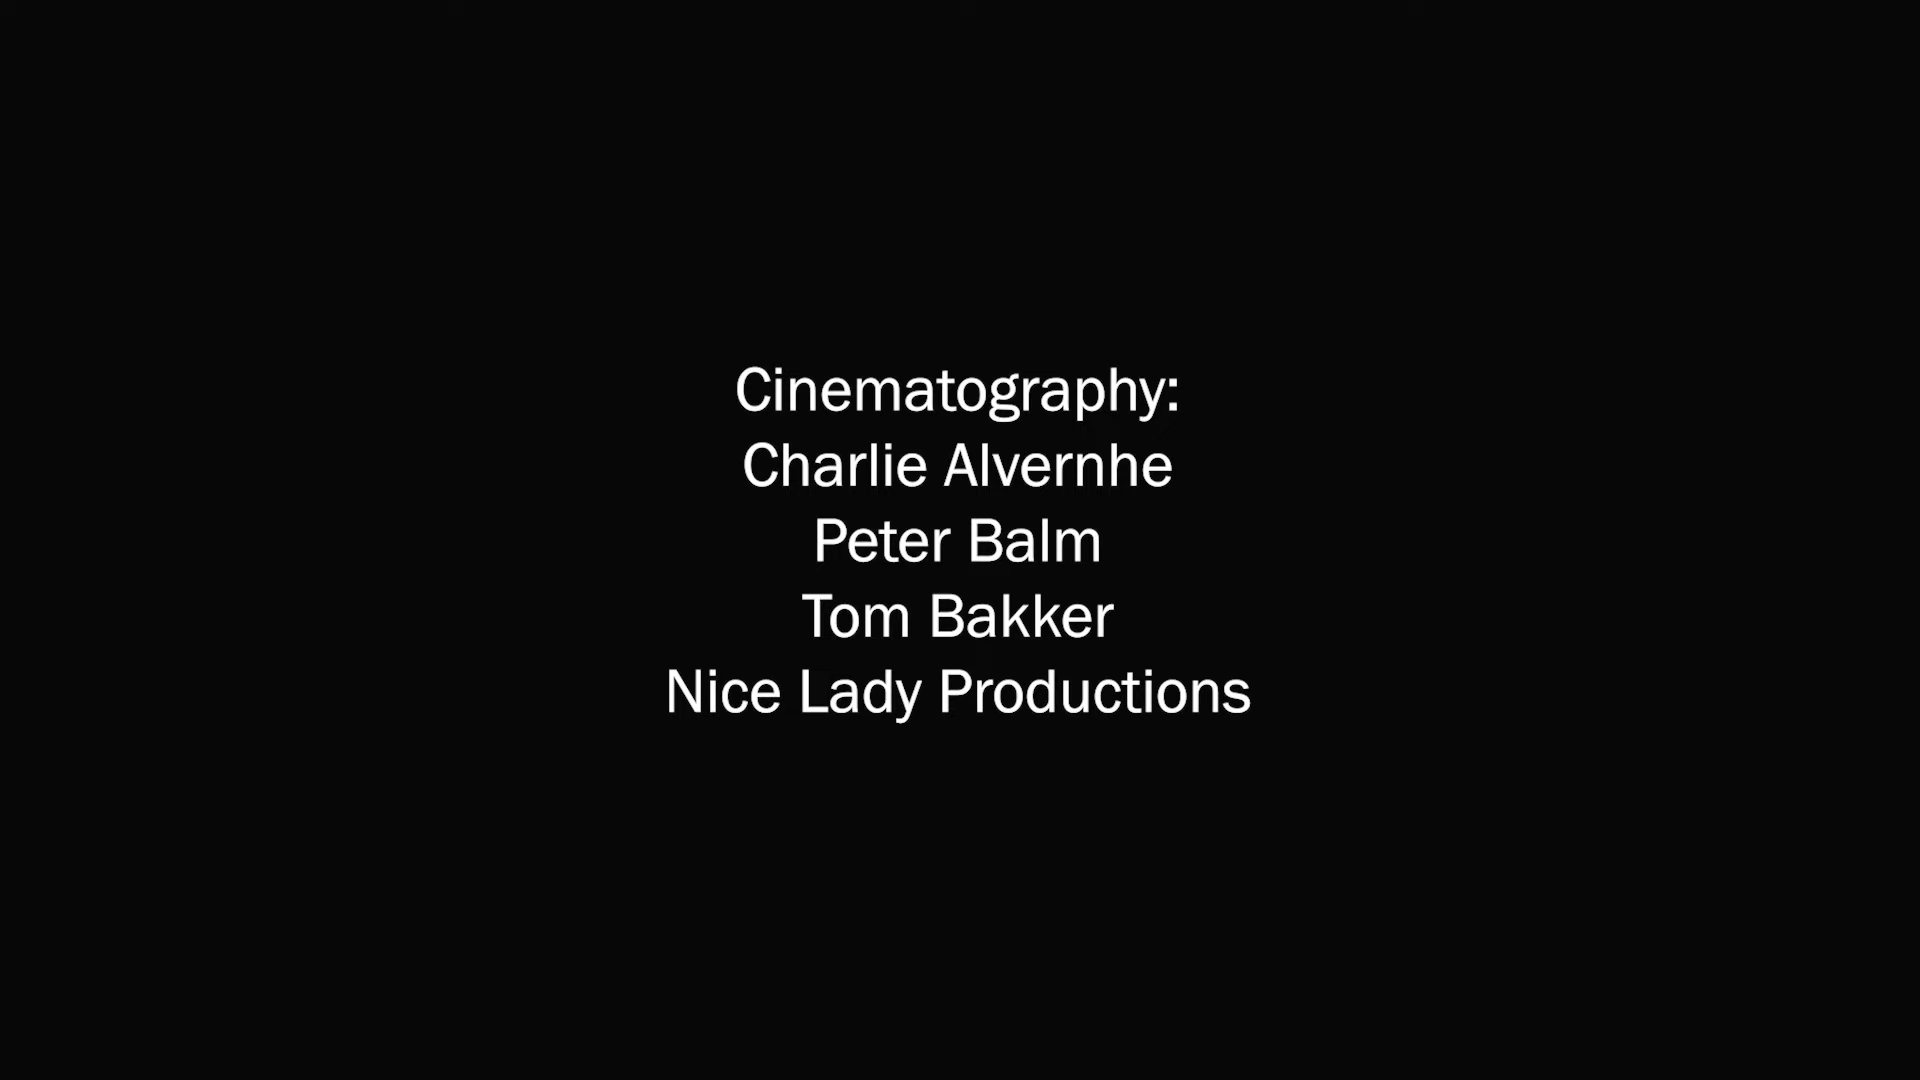 Cinematography:
Charlie Alvernhe
Peter Balm
Tom Bakker
Nice Lady Productions